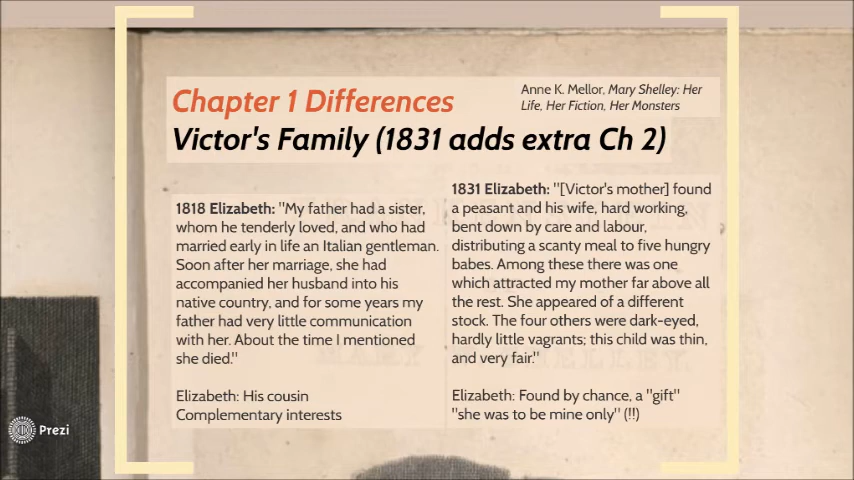 Chapter 1 Differences
Anne K. Mellor, Mary Shelley: Her
Life, Her Fiction, Her Monsters
Victor's Family (1831 adds extra Ch 2)
1818 Elizabeth: "My father had a sister,
whom he tenderly loved, and who had
married early in life an Italian gentleman.
Soon after her marriage, she had
accompanied her husband into his
native country, and for some years my
father had very little communication
with her. About the time I mentioned
she died."
Elizabeth: His cousin
Complementary interests
1831 Elizabeth: "[Victor's mother] found
a peasant and his wife, hard working,
bent down by care and labour,
distributing a scanty meal to five hungry
babes. Among these there was one
which attracted my mother far above all
the rest. She appeared of a different
stock. The four others were dark-eyed,
hardly little vagrants; this child was thin,
and very fair."
Elizabeth: Found by chance, a "gift"
"she was to be mine only" (!!)
Prezi